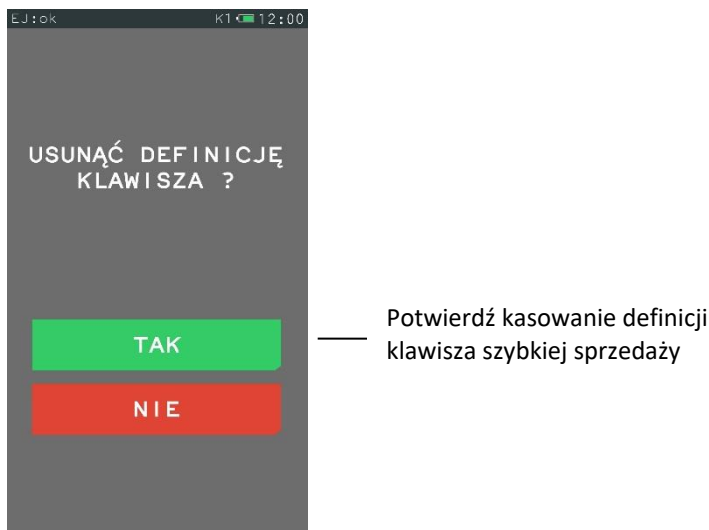 EJ:ok K1 12:00
USUNĄĆ DEFINICJĘ
KLAWISZA ?
TAK
Potwierdź kasowanie definicji
klawisza szybkiej sprzedaży
NIE